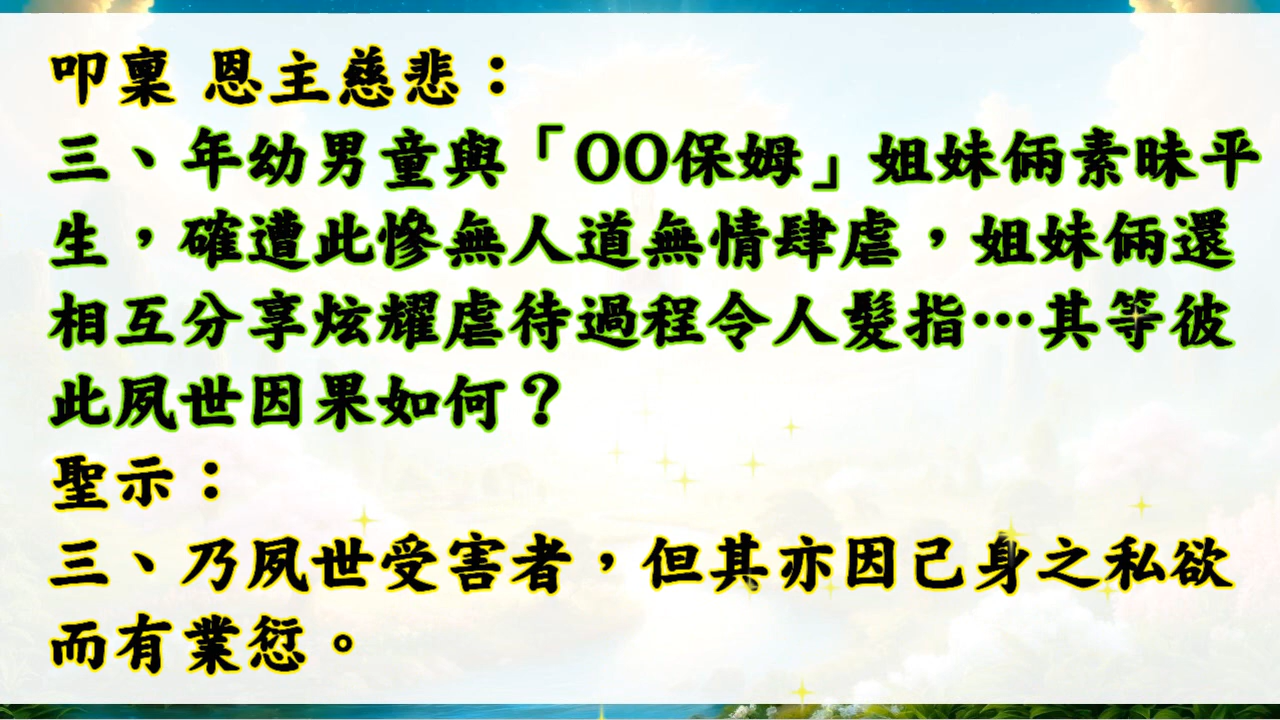 叩稟 恩主慈悲：
三、年幼男童與「OO保姆」姐妹倆素昧平
生，確遭此慘無人道無情肆虐，姐妹倆還
相互分享炫耀虐待過程令人髮指…其等彼
此夙世因果如何？
聖示：
三、乃夙世受害者，但其亦因己身之私欲
而有業愆。